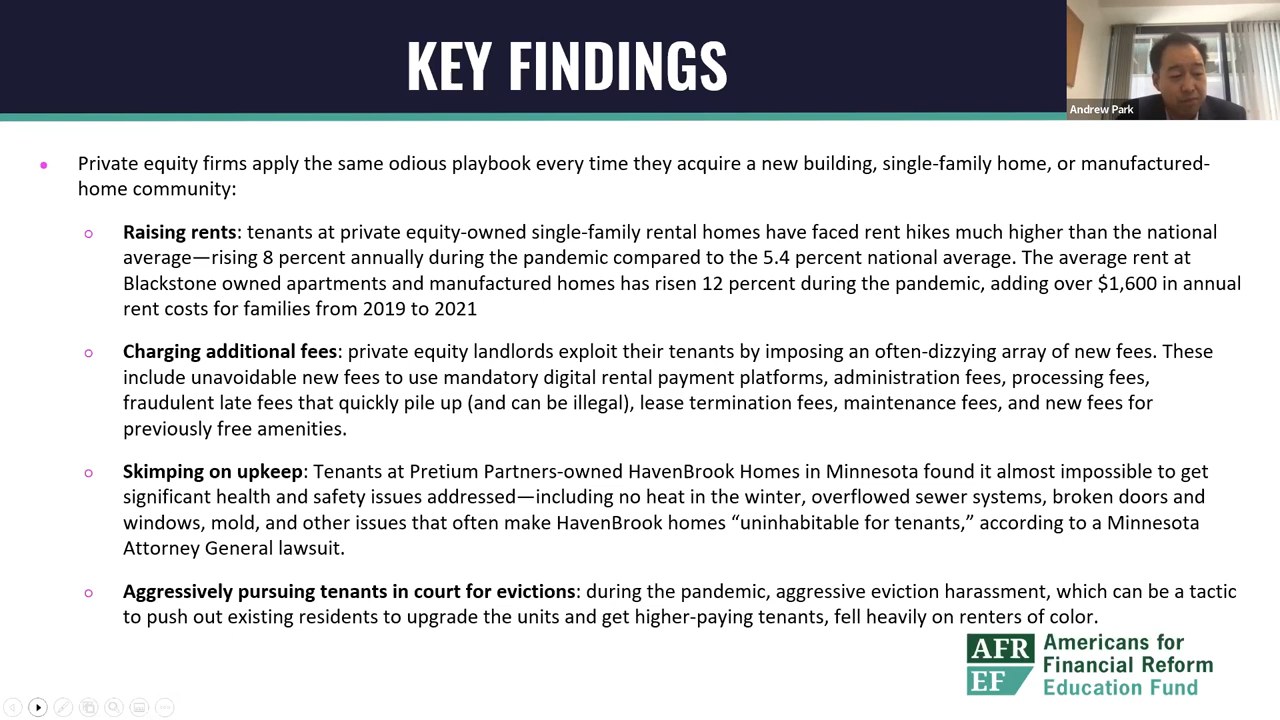 KEY FINDINGS
Andrew Park
• Private equity firms apply the same odious playbook every time they acquire a new building, single-family home, or manufactured-
home community:
○ Raising rents: tenants at private equity-owned single-family rental homes have faced rent hikes much higher than the national
average—rising 8 percent annually during the pandemic compared to the 5.4 percent national average. The average rent at
Blackstone owned apartments and manufactured homes has risen 12 percent during the pandemic, adding over $1,600 in annual
rent costs for families from 2019 to 2021
○ Charging additional fees: private equity landlords exploit their tenants by imposing an often-dizzying array of new fees. These
include unavoidable new fees to use mandatory digital rental payment platforms, administration fees, processing fees,
fraudulent late fees that quickly pile up (and can be illegal), lease termination fees, maintenance fees, and new fees for
previously free amenities.
○ Skimping on upkeep: Tenants at Pretium Partners-owned HavenBrook Homes in Minnesota found it almost impossible to get
significant health and safety issues addressed—including no heat in the winter, overflowed sewer systems, broken doors and
windows, mold, and other issues that often make HavenBrook homes “uninhabitable for tenants,” according to a Minnesota
Attorney General lawsuit.
○ Aggressively pursuing tenants in court for evictions: during the pandemic, aggressive eviction harassment, which can be a tactic
to push out existing residents to upgrade the units and get higher-paying tenants, fell heavily on renters of color.
AFR
EF
Americans for
Financial Reform
Education Fund